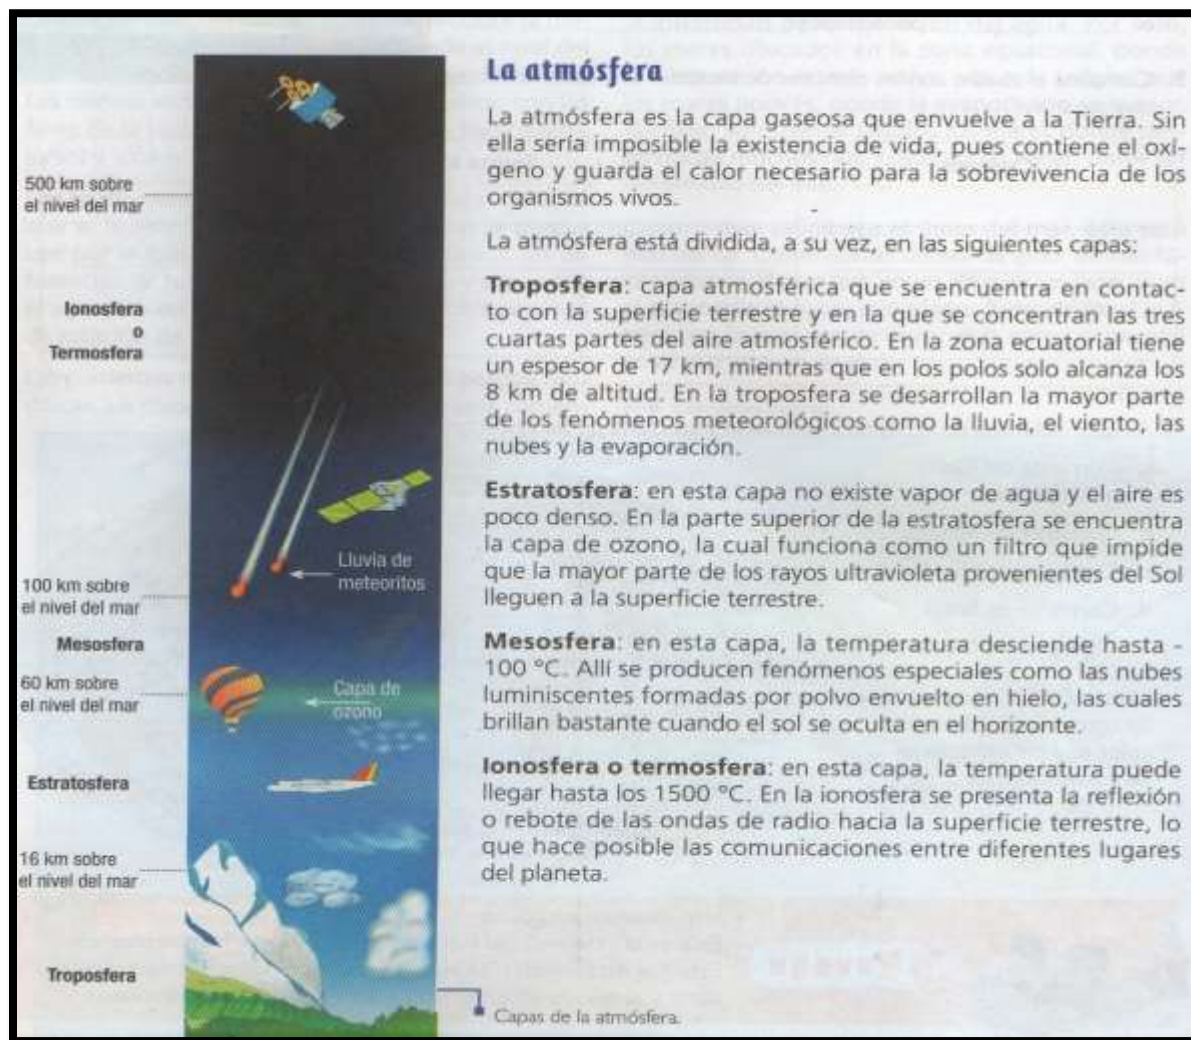 La atmósfera
La atmósfera es la capa gaseosa que envuelve a la Tierra. Sin
ella sería imposible la existencia de vida, pues contiene el oxí-
geno y guarda el calor necesario para la sobrevivencia de los
organismos vivos.
La atmósfera está dividida, a su vez, en las siguientes capas:
Troposfera: capa atmosférica que se encuentra en contac-
to con la superficie terrestre y en la que se concentran las tres
cuartas partes del aire atmosférico. En la zona ecuatorial tiene
un espesor de 17 km, mientras que en los polos solo alcanza los
8 km de altitud. En la troposfera se desarrollan la mayor parte
de los fenómenos meteorológicos como la lluvia, el viento, las
nubes y la evaporación.
Estratosfera: en esta capa no existe vapor de agua y el aire es
poco denso. En la parte superior de la estratosfera se encuentra
la capa de ozono, la cual funciona como un filtro que impide
que la mayor parte de los rayos ultravioleta provenientes del Sol
lleguen a la superficie terrestre.
Mesosfera: en esta capa, la temperatura desciende hasta -
100 °C. Allí se producen fenómenos especiales como las nubes
luminiscentes formadas por polvo envuelto en hielo, las cuales
brillan bastante cuando el sol se oculta en el horizonte.
Ionosfera o termosfera: en esta capa, la temperatura puede
llegar hasta los 1500 °C. En la ionosfera se presenta la reflexión
o rebote de las ondas de radio hacia la superficie terrestre, lo
que hace posible las comunicaciones entre diferentes lugares
del planeta.
500 km sobre
el nivel del mar
Ionosfera
o
Termosfera
Lluvia de
meteoritos
100 km sobre
el nivel del mar
Mesosfera
60 km sobre
el nivel del mar
Capa de
ozono
Estratosfera
16 km sobre
el nivel del mar
Troposfera
Capas de la atmósfera.